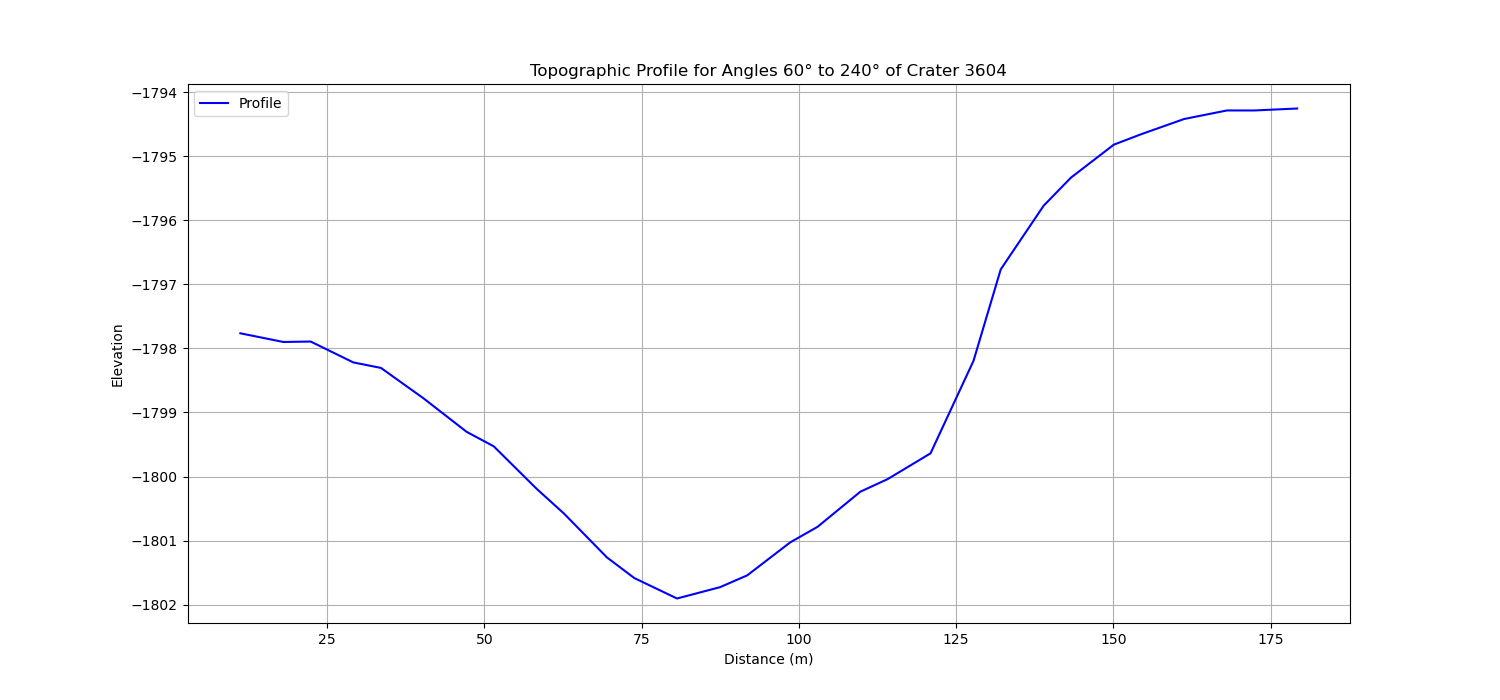 Topographic Profile for Angles 60° to 240° of Crater 3604
Profile
−1794
−1795
−1796
−1797
−1798
−1799
−1800
−1801
−1802
Elevation
25 50 75 100 125 150 175
Distance (m)